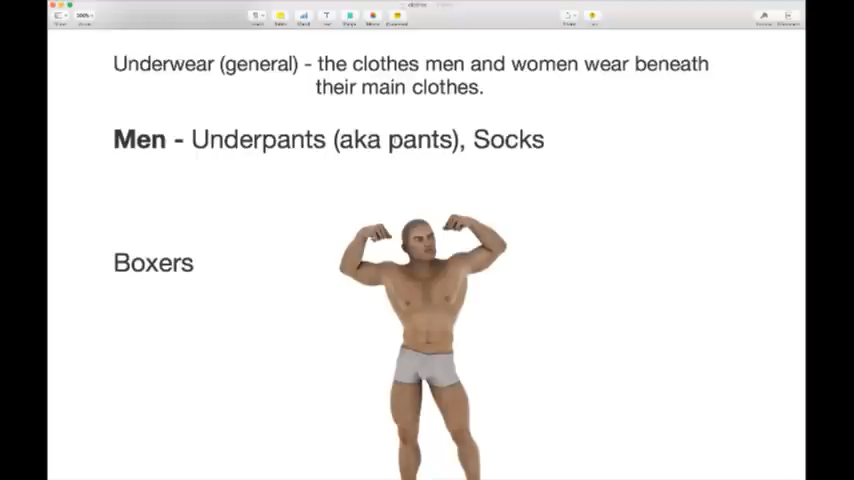 Underwear (general) - the clothes men and women wear beneath
their main clothes.
Men - Underpants (aka pants), Socks
Boxers